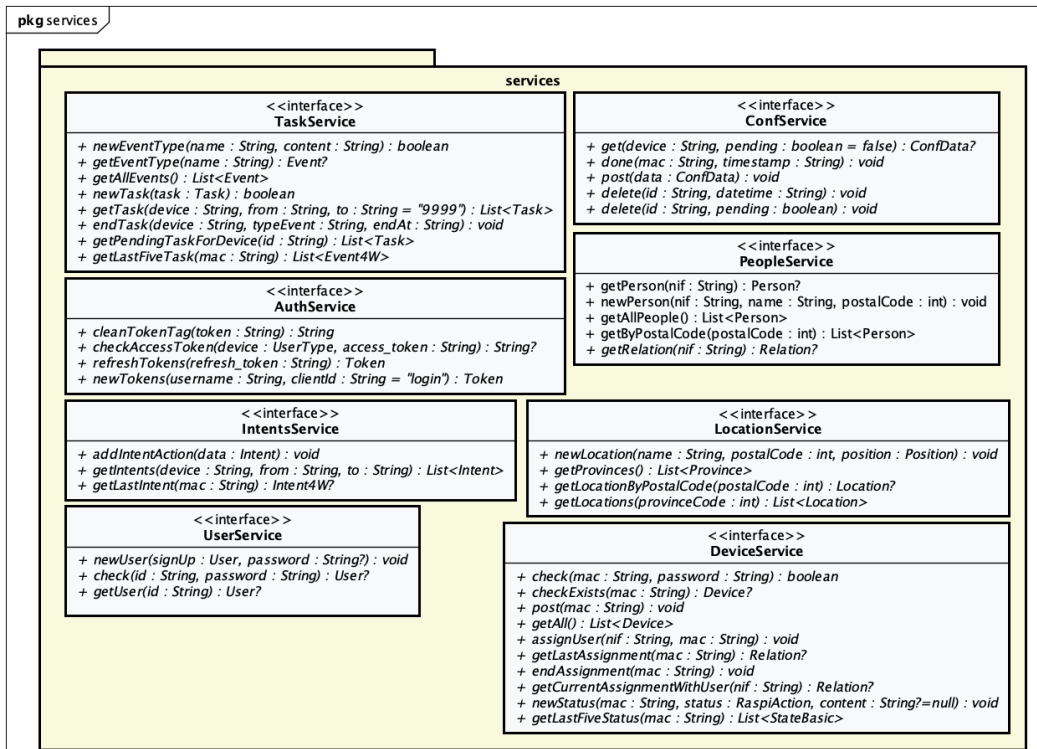 pkg services
services
<<interface>>
TaskService
+ newEventType(name : String, content : String) : boolean
+ getEventType(name : String) : Event?
+ getAllEvents() : List<Event>
+ newTask(task : Task) : boolean
+ getTask(device : String, from : String, to : String = "9999") : List<Task>
+ endTask(device : String, typeEvent : String, endAt : String) : void
+ getPendingTaskForDevice(id : String) : List<Task>
+ getLastFiveTask(mac : String) : List<Event4W>
<<interface>>
ConfService
+ get(device : String, pending : boolean = false) : ConfData?
+ done(mac : String, timestamp : String) : void
+ post(data : ConfData) : void
+ delete(id : String, datetime : String) : void
+ delete(id : String, pending : boolean) : void
<<interface>>
PeopleService
+ getPerson(nif : String) : Person?
+ newPerson(nif : String, name : String, postalCode : int) : void
+ getAllPeople() : List<Person>
+ getByPostalCode(postalCode : int) : List<Person>
+ getRelation(nif : String) : Relation?
<<interface>>
AuthService
+ cleanTokenTag(token : String) : String
+ checkAccessToken(device : UserType, access_token : String) : String?
+ refreshTokens(refresh_token : String) : Token
+ newTokens(username : String, clientId : String = "login") : Token
<<interface>>
IntentsService
+ addIntentAction(data : Intent) : void
+ getIntents(device : String, from : String, to : String) : List<Intent>
+ getLastIntent(mac : String) : Intent4W?
<<interface>>
LocationService
+ newLocation(name : String, postalCode : int, position : Position) : void
+ getProvinces() : List<Province>
+ getLocationByPostalCode(postalCode : int) : Location?
+ getLocations(provinceCode : int) : List<Location>
<<interface>>
UserService
+ newUser(signUp : User, password : String?) : void
+ check(id : String, password : String) : User?
+ getUser(id : String) : User?
<<interface>>
DeviceService
+ check(mac : String, password : String) : boolean
+ checkExists(mac : String) : Device?
+ post(mac : String) : void
+ getAll() : List<Device>
+ assignUser(nif : String, mac : String) : void
+ getLastAssignment(mac : String) : Relation?
+ endAssignment(mac : String) : void
+ getCurrentAssignmentWithUser(nif : String) : Relation?
+ newStatus(mac : String, status : RaspiAction, content : String?=null) : void
+ getLastFiveStatus(mac : String) : List<StateBasic>